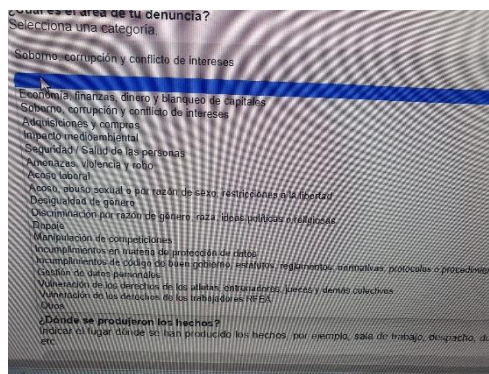 ¿Cuál es el área de tu denuncia?
Selecciona una categoría.
Soborno, corrupción y conflicto de intereses
Economía, finanzas, dinero y blanqueo de capitales
Soborno, corrupción y conflicto de intereses
Adquisiciones y compras
Impacto medioambiental
Seguridad / Salud de las personas
Amenazas, violencia y robo
Acoso laboral
Acoso, abuso sexual o por razón de sexo, restricciones a la libertad
Desigualdad de género
Discriminación por razón de género, raza, ideas políticas o religiosas
Dopaje
Manipulación de competiciones
Incumplimientos en materia de protección de datos
Incumplimientos de código de buen gobierno, estatutos, reglamentos, normativas, protocolos o procedimien
Gestión de datos personales
Vulneración de los derechos de los atletas, entrenadores, jueces y demás colectivos
Vulneración de los derechos de los trabajadores RFEA
Otros
¿Dónde se produjeron los hechos?
Indicar el lugar dónde se han producido los hechos, por ejemplo, sala de trabajo, despacho, du
etc.